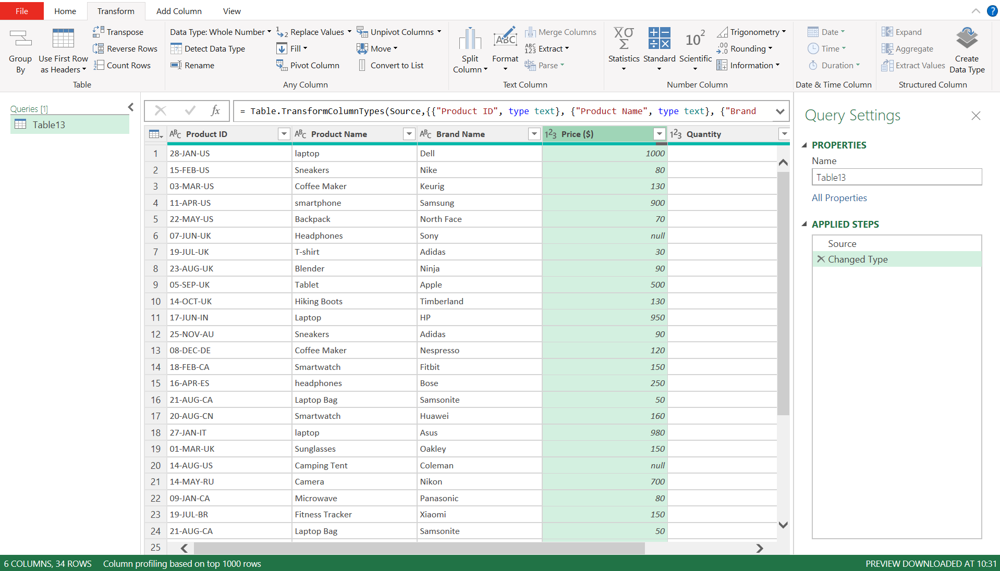 File Home Transform Add Column View
Group By
Use First Row as Headers
Transpose
Reverse Rows
Count Rows
Table
Data Type: Whole Number
Detect Data Type
Rename
Replace Values
Fill
Pivot Column
Unpivot Columns
Move
Convert to List
Any Column
Split Column
Format
Merge Columns
Extract
Parse
Text Column
Statistics
Standard
Scientific
Trigonometry
Rounding
Information
Number Column
Date
Time
Duration
Date & Time Column
Expand
Aggregate
Extract Values
Structured Column
Create Data Type
Queries [1]
Table13
fx
= Table.TransformColumnTypes(Source,{{"Product ID", type text}, {"Product Name", type text}, {"Brand
Product ID Product Name Brand Name Price ($) Quantity
1 28-JAN-US laptop Dell 1000
2 15-FEB-US Sneakers Nike 80
3 03-MAR-US Coffee Maker Keurig 130
4 11-APR-US smartphone Samsung 900
5 22-MAY-US Backpack North Face 70
6 07-JUN-UK Headphones Sony null
7 19-JUL-UK T-shirt Adidas 30
8 23-AUG-UK Blender Ninja 90
9 05-SEP-UK Tablet Apple 500
10 14-OCT-UK Hiking Boots Timberland 130
11 17-JUN-IN Laptop HP 950
12 25-NOV-AU Sneakers Adidas 90
13 08-DEC-DE Coffee Maker Nespresso 120
14 18-FEB-CA Smartwatch Fitbit 150
15 16-APR-ES headphones Bose 250
16 21-AUG-CA Laptop Bag Samsonite 50
17 20-AUG-CN Smartwatch Huawei 160
18 27-JAN-IT laptop Asus 980
19 01-MAR-UK Sunglasses Oakley 150
20 14-AUG-US Camping Tent Coleman null
21 14-MAY-RU Camera Nikon 700
22 09-JAN-CA Microwave Panasonic 80
23 19-JUL-BR Fitness Tracker Xiaomi 150
24 21-AUG-CA Laptop Bag Samsonite 50
25
Query Settings
PROPERTIES
Name
Table13
All Properties
APPLIED STEPS
Source
Changed Type
6 COLUMNS, 34 ROWS Column profiling based on top 1000 rows
PREVIEW DOWNLOADED AT 10:31